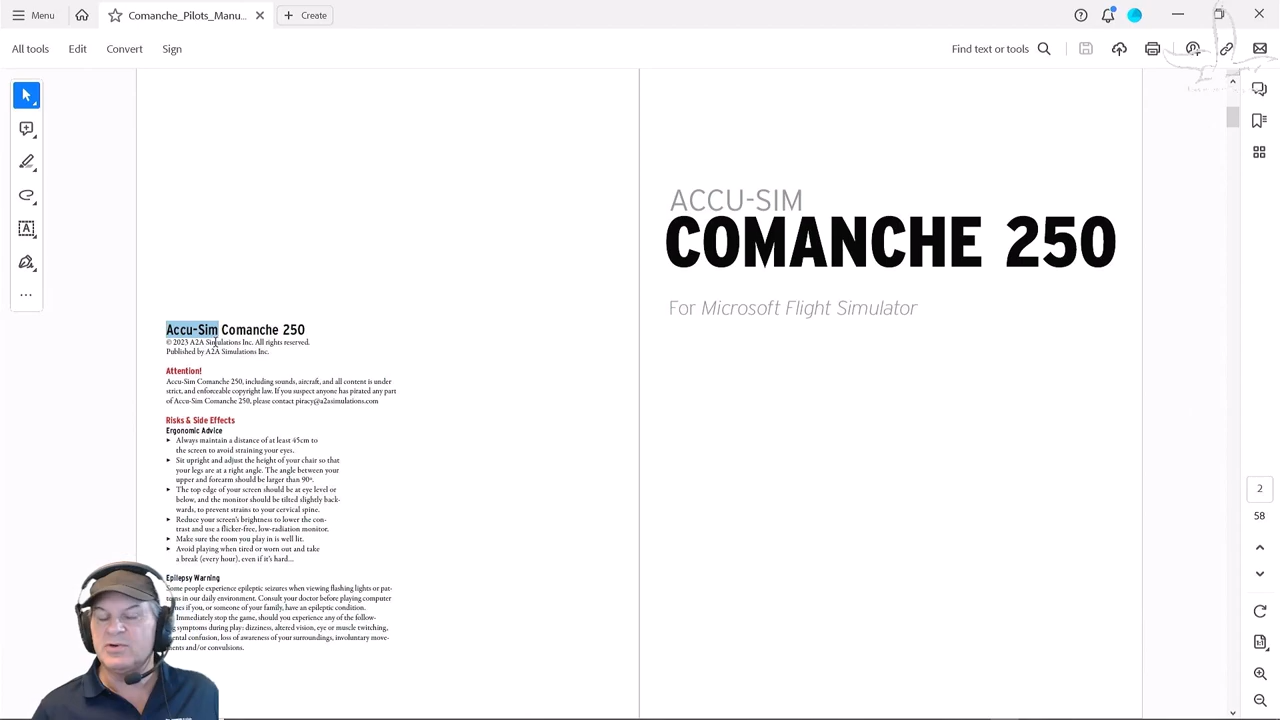 Menu
Comanche_Pilots_Manu...
Create
All tools
Edit
Convert
Sign
Find text or tools
Accu-Sim Comanche 250
© 2023 A2A Simulations Inc. All rights reserved.
Published by A2A Simulations Inc.
Attention!
Accu-Sim Comanche 250, including sounds, aircraft, and all content is under
strict, and enforceable copyright law. If you suspect anyone has pirated any part
of Accu-Sim Comanche 250, please contact piracy@a2asimulations.com
Risks & Side Effects
Ergonomic Advice
Always maintain a distance of at least 45cm to
the screen to avoid straining your eyes.
Sit upright and adjust the height of your chair so that
your legs are at a right angle. The angle between your
upper and forearm should be larger than 90º.
The top edge of your screen should be at eye level or
below, and the monitor should be tilted slightly back-
wards, to prevent strains to your cervical spine.
Reduce your screen's brightness to lower the con-
trast and use a flicker-free, low-radiation monitor.
Make sure the room you play in is well lit.
Avoid playing when tired or worn out and take
a break (every hour), even if it's hard...
Epilepsy Warning
Some people experience epileptic seizures when viewing flashing lights or pat-
in our daily environment. Consult your doctor before playing computer
if you, or someone of your family, have an epileptic condition.
Immediately stop the game, should you experience any of the follow-
symptoms during play: dizziness, altered vision, eye or muscle twitching,
confusion, loss of awareness of your surroundings, involuntary move-
and/or convulsions.
ACCU-SIM
COMANCHE 250
For Microsoft Flight Simulator
2
58